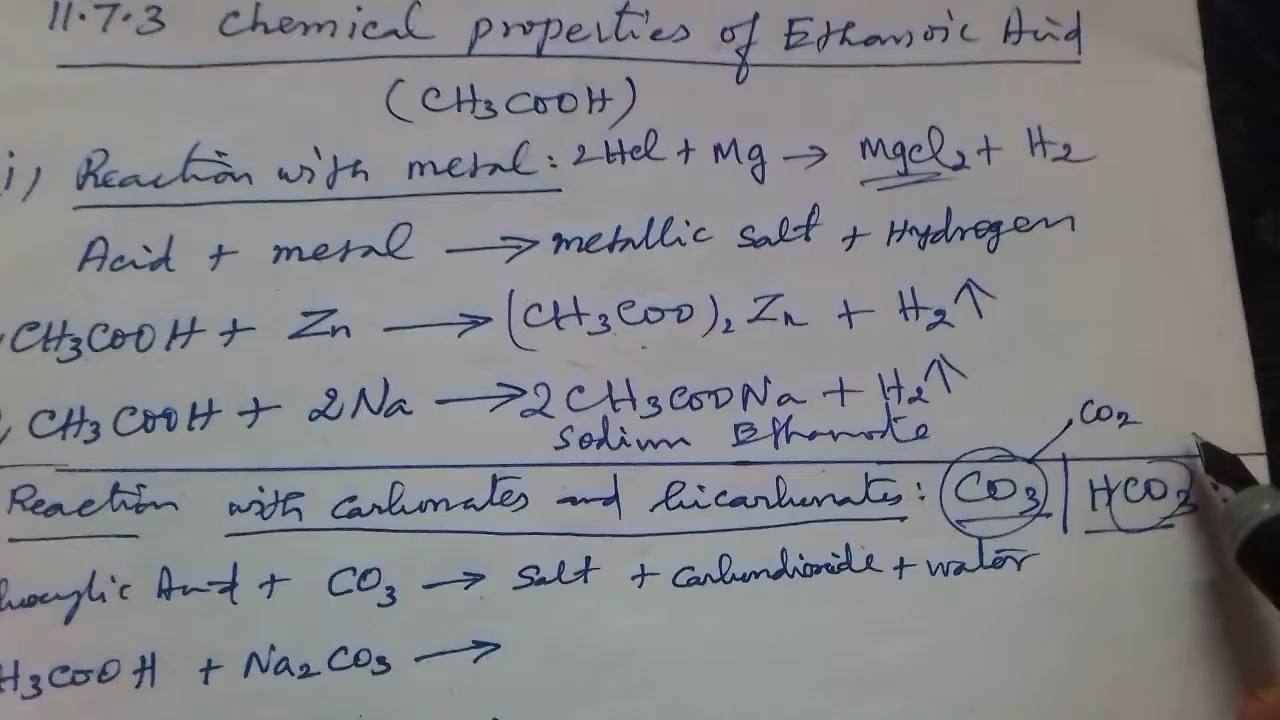 11.7.3 Chemical properties of Ethanoic Acid
(CH3COOH)
i) Reaction with metal: 2Hcl + Mg → Mgcl2 + H2
Acid + metal → metallic salt + Hydrogen
CH3COOH + Zn → (CH3COO)2 Zn + H2↑
CH3COOH + 2Na → 2CH3COONa + H2↑
Sodium Ethanoate
CO2
Reaction with carbonates and bicarbonates: CO3 | HCO3
Acid + CO3 → Salt + Carbondioxide + water
H3COOH + Na2CO3 →